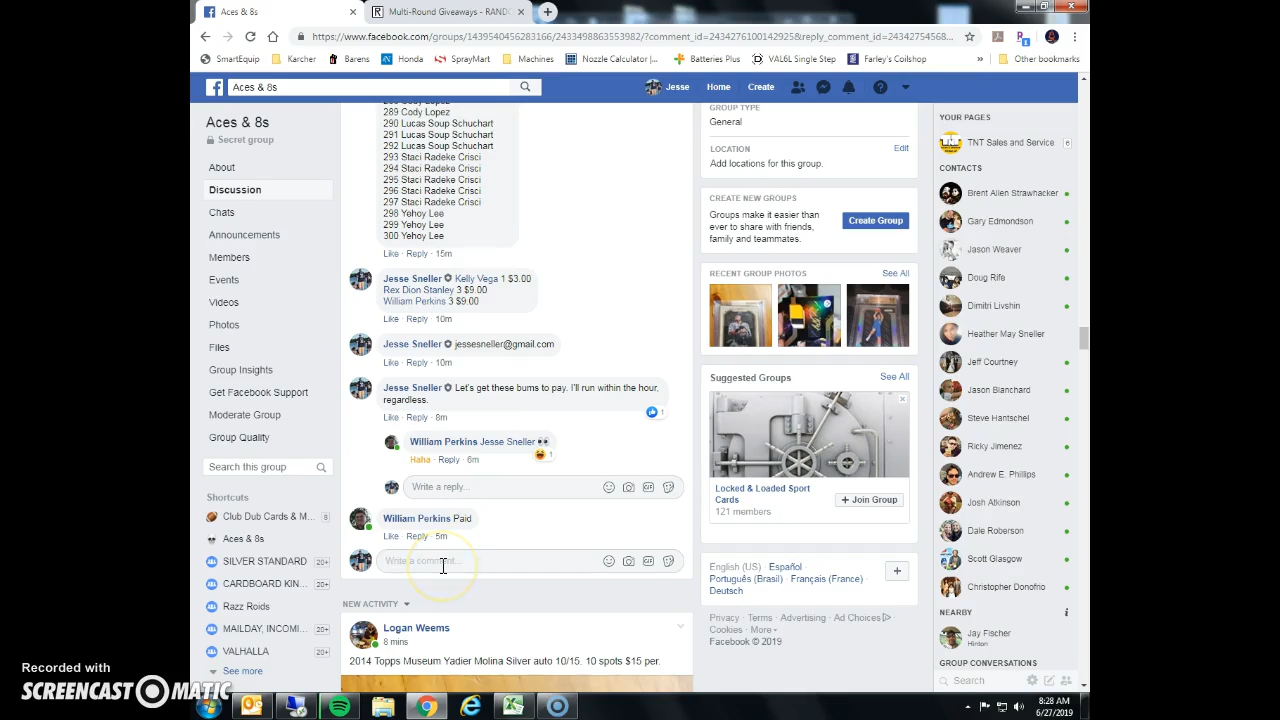 Aces & 8s
Multi-Round Giveaways - RANDO
https://www.facebook.com/groups/1439540456283166/2433498863553982/?comment_id=2434276100142925&reply_comment_id=24342754568...
SmartEquip
Karcher
Barens
Honda
SprayMart
Machines
Nozzle Calculator |...
Batteries Plus
VAL6L Single Step
Farley's Coilshop
»
Other bookmarks
Aces & 8s
Jesse
Home
Create
Aces & 8s
Secret group
About
Discussion
Chats
Announcements
Members
Events
Videos
Photos
Files
Group Insights
Get Facebook Support
Moderate Group
Group Quality
Search this group
Shortcuts
Club Dub Cards & M... 8
Aces & 8s
SILVER STANDARD 20+
CARDBOARD KIN... 20+
Razz Roids
MAILDAY, INCOMI... 20+
VALHALLA 20+
See more
289 Cody Lopez
290 Lucas Soup Schuchart
291 Lucas Soup Schuchart
292 Lucas Soup Schuchart
293 Staci Radeke Crisci
294 Staci Radeke Crisci
295 Staci Radeke Crisci
296 Staci Radeke Crisci
297 Staci Radeke Crisci
298 Yehoy Lee
299 Yehoy Lee
300 Yehoy Lee
Like · Reply · 15m
Jesse Sneller Kelly Vega 1 $3.00
Rex Dion Stanley 3 $9.00
William Perkins 3 $9.00
Like · Reply · 10m
Jesse Sneller jessesneller@gmail.com
Like · Reply · 10m
Jesse Sneller Let's get these bums to pay. I'll run within the hour,
regardless.
1
Like · Reply · 8m
William Perkins Jesse Sneller 👀
1
Haha · Reply · 6m
Write a reply...
William Perkins Paid
Like · Reply · 5m
Write a comment...
NEW ACTIVITY
Logan Weems
8 mins
2014 Topps Museum Yadier Molina Silver auto 10/15. 10 spots $15 per.
GROUP TYPE
General
LOCATION
Edit
Add locations for this group.
CREATE NEW GROUPS
Groups make it easier than
ever to share with friends,
family and teammates.
Create Group
RECENT GROUP PHOTOS
See All
Suggested Groups
See All
Locked & Loaded Sport
Cards
121 members
+ Join Group
English (US) · Español ·
Português (Brasil) · Français (France) ·
Deutsch
Privacy · Terms · Advertising · Ad Choices
Cookies · More
Facebook © 2019
YOUR PAGES
TNT Sales and Service 6
CONTACTS
Brent Allen Strawhacker
Gary Edmondson
Jason Weaver
Doug Rife
Dimitri Livshin
Heather May Sneller
Jeff Courtney
Jason Blanchard
Steve Hantschel
Ricky Jimenez
Andrew E. Phillips
Josh Atkinson
Dale Roberson
Scott Glasgow
Christopher Donofrio
NEARBY
Jay Fischer
Hinton
GROUP CONVERSATIONS
Search
8:28 AM
6/27/2019
Recorded with
SCREENCAST-O-MATIC